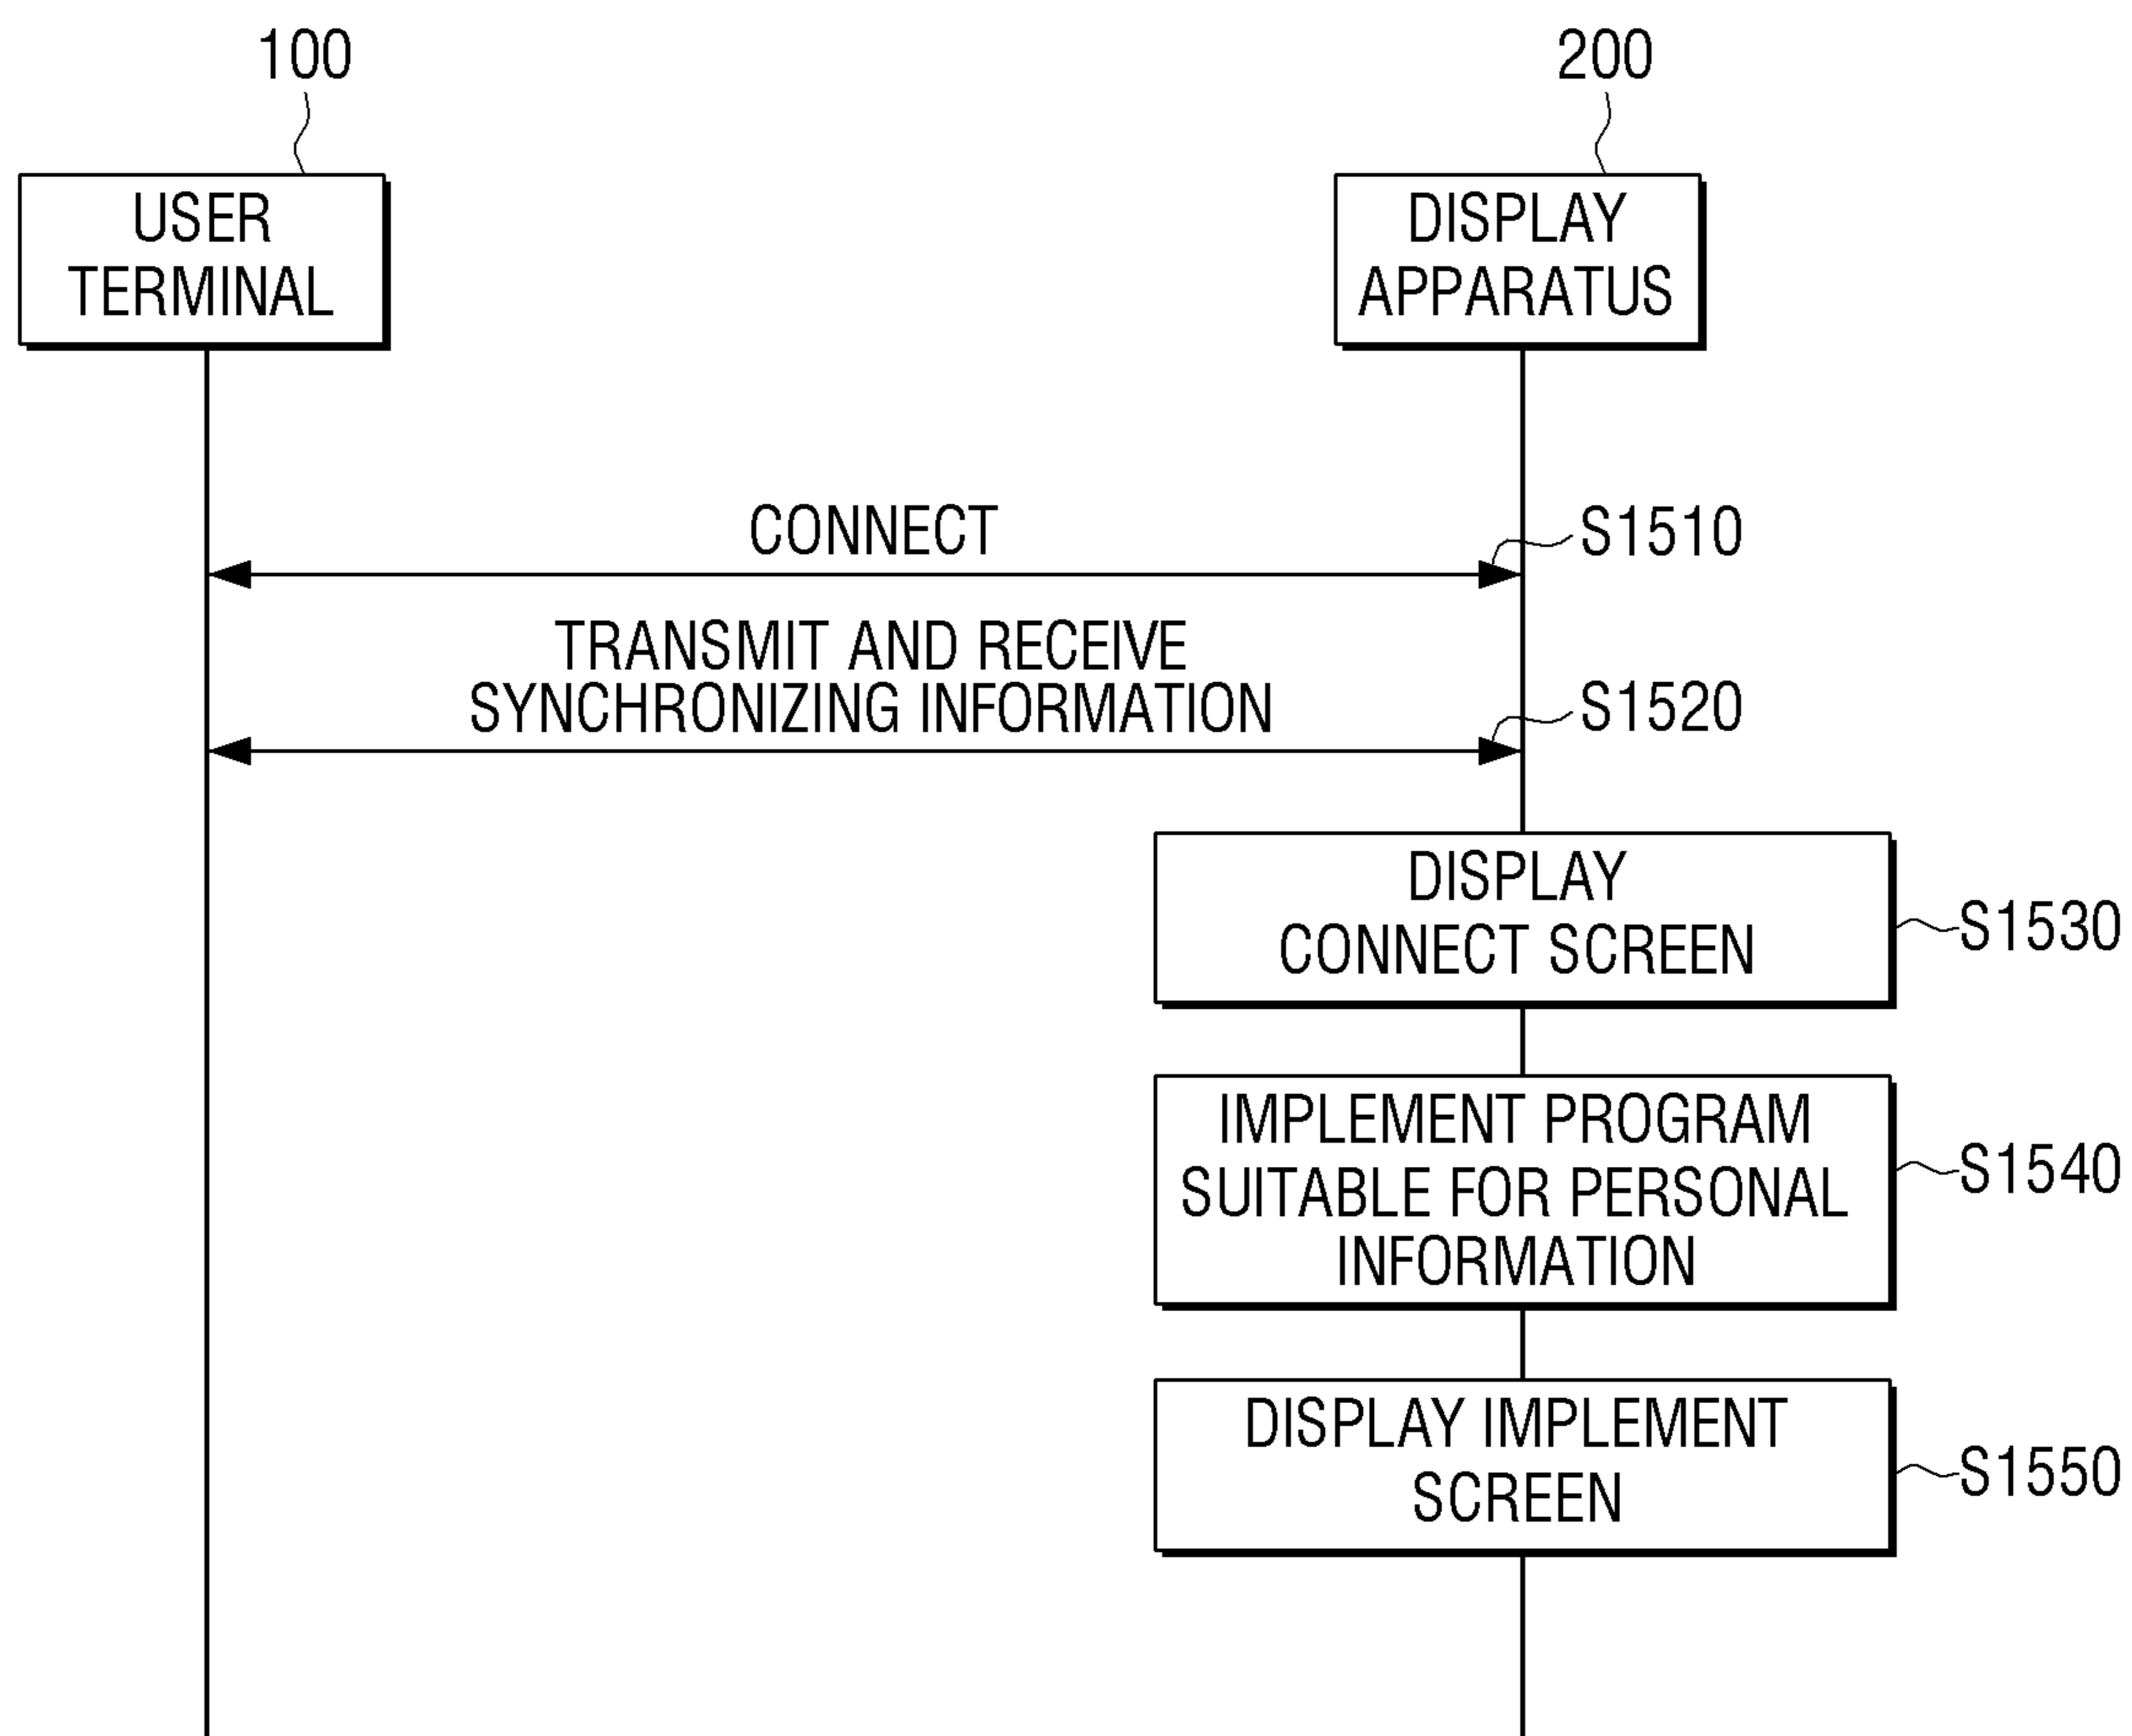 100
200
USER
TERMINAL
DISPLAY
APPARATUS
CONNECT
S1510
TRANSMIT AND RECEIVE
SYNCHRONIZING INFORMATION
S1520
DISPLAY
CONNECT SCREEN
S1530
IMPLEMENT PROGRAM
SUITABLE FOR PERSONAL
INFORMATION
S1540
DISPLAY IMPLEMENT
SCREEN
S1550